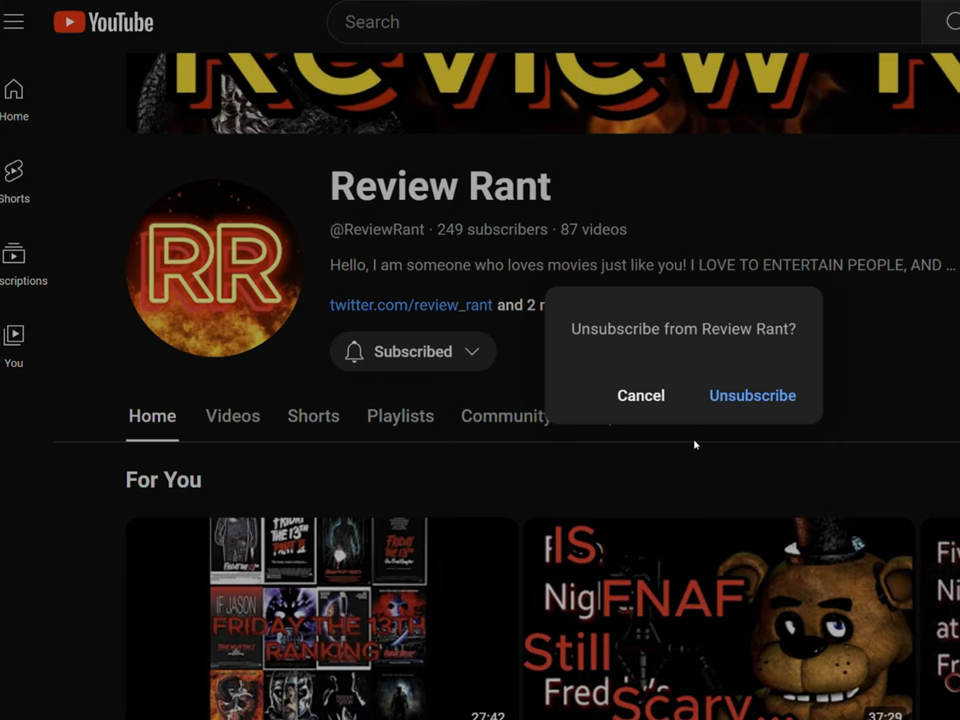 YouTube
Search
Review
Home
Shorts
scriptions
You
RR
Review Rant
@ReviewRant · 249 subscribers · 87 videos
Hello, I am someone who loves movies just like you! I LOVE TO ENTERTAIN PEOPLE, AND ...
twitter.com/review_rant and 2
Subscribed
Unsubscribe from Review Rant?
Cancel
Unsubscribe
Home
Videos
Shorts
Playlists
Community
For You
FRIDAY THE 13TH
RANKING
27:42
IS
FNAF
Still
Scary...
37:29